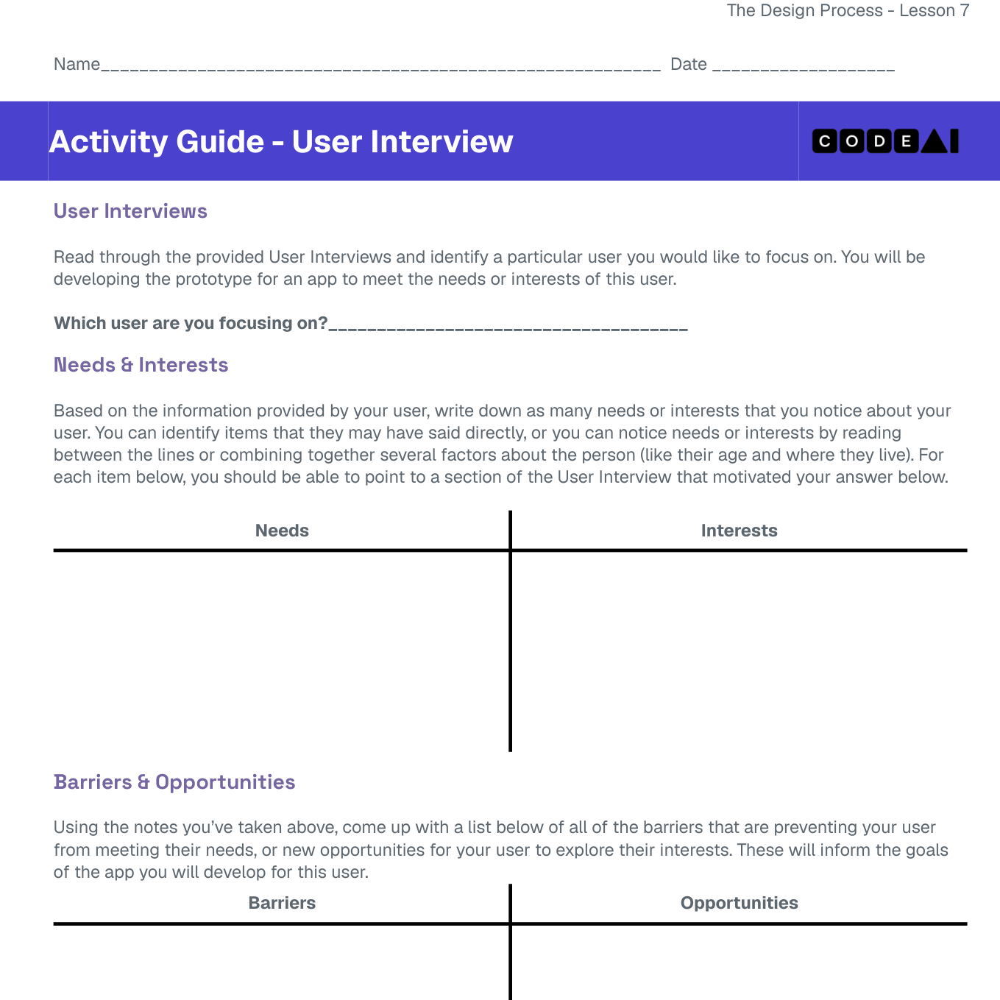 The Design Process - Lesson 7
Name__________________________________________________________ Date ___________________
Activity Guide - User Interview
CODEAI
User Interviews
Read through the provided User Interviews and identify a particular user you would like to focus on. You will be
developing the prototype for an app to meet the needs or interests of this user.
Which user are you focusing on?_____________________________________
Needs & Interests
Based on the information provided by your user, write down as many needs or interests that you notice about your
user. You can identify items that they may have said directly, or you can notice needs or interests by reading
between the lines or combining together several factors about the person (like their age and where they live). For
each item below, you should be able to point to a section of the User Interview that motivated your answer below.
Needs
Interests
Barriers & Opportunities
Using the notes you’ve taken above, come up with a list below of all of the barriers that are preventing your user
from meeting their needs, or new opportunities for your user to explore their interests. These will inform the goals
of the app you will develop for this user.
Barriers
Opportunities